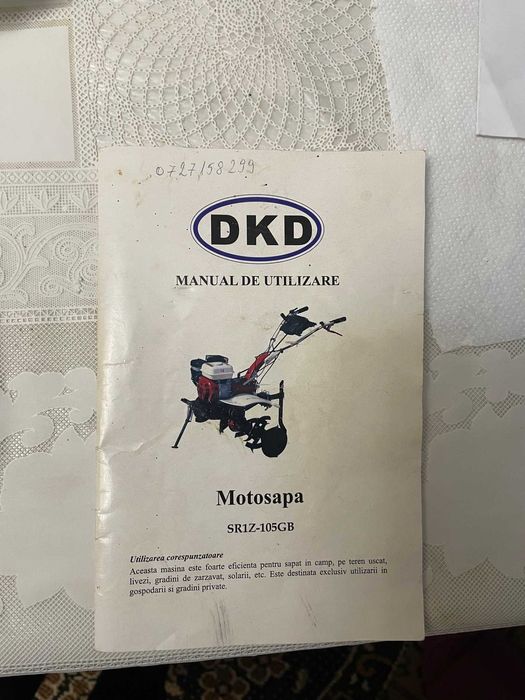 0727158299
DKD
MANUAL DE UTILIZARE
Motosapa
SR1Z-105GB
Utilizarea corespunzatoare
Aceasta masina este foarte eficienta pentru sapat in camp, pe teren uscat,
livezi, gradini de zarzavat, solarii, etc. Este destinata exclusiv utilizarii in
gospodarii si gradini private.